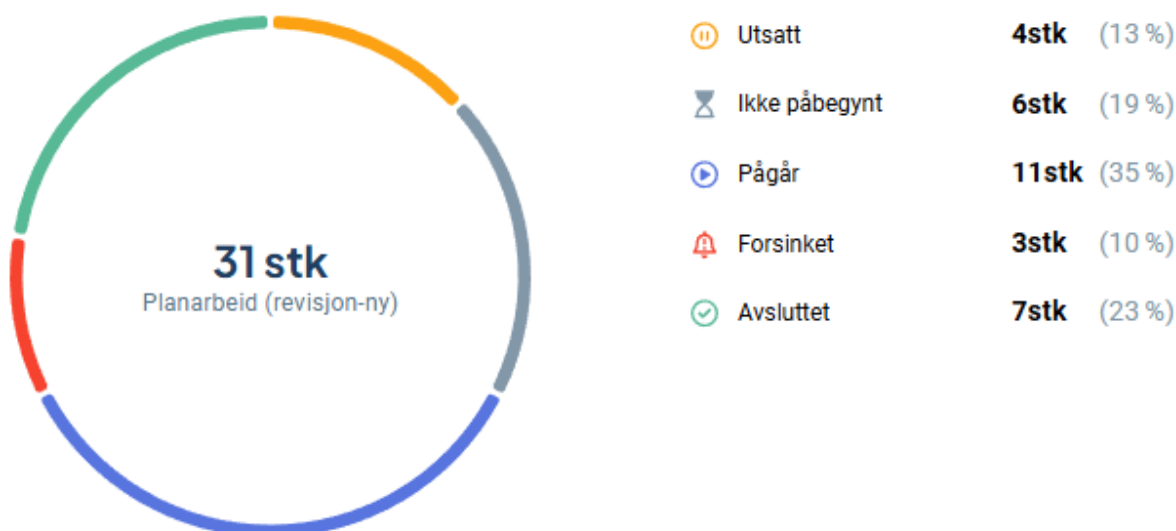 31 stk
Planarbeid (revisjon-ny)
Utsatt 4stk (13 %)
Ikke påbegynt 6stk (19 %)
Pågår 11stk (35 %)
Forsinket 3stk (10 %)
Avsluttet 7stk (23 %)